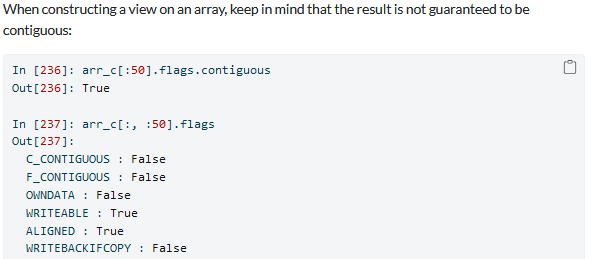 When constructing a view on an array, keep in mind that the result is not guaranteed to be
contiguous:
In [236]: arr_c[:50].flags.contiguous
Out[236]: True
In [237]: arr_c[:, :50].flags
Out[237]:
C_CONTIGUOUS : False
F_CONTIGUOUS : False
OWNDATA : False
WRITEABLE : True
ALIGNED : True
WRITEBACKIFCOPY : False